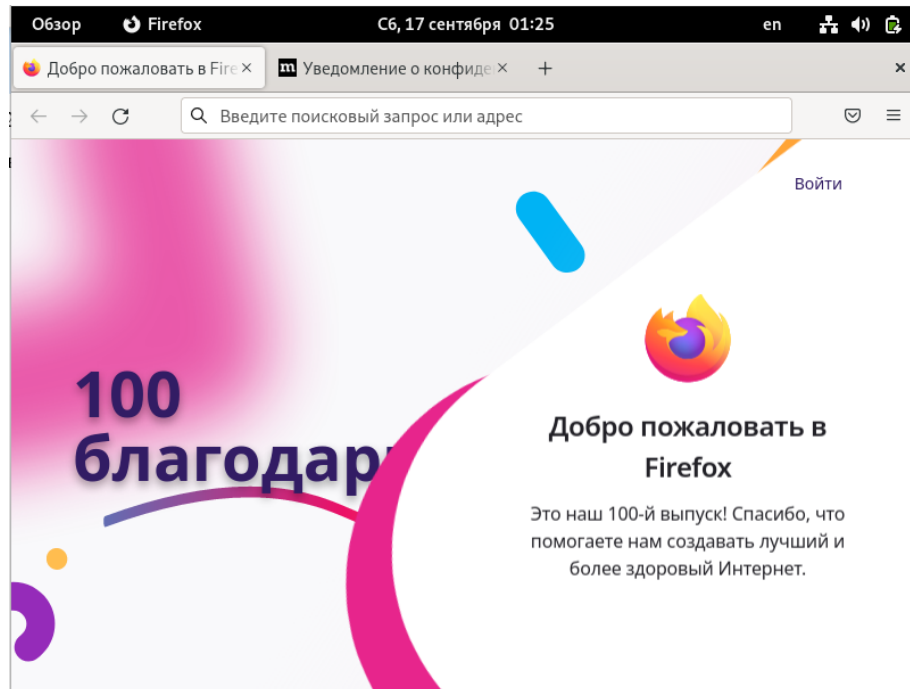 Обзор Firefox Сб, 17 сентября 01:25 en
Добро пожаловать в Fire × m Уведомление о конфиде × + ×
Введите поисковый запрос или адрес
Войти
100
благодар
Добро пожаловать в
Firefox
Это наш 100-й выпуск! Спасибо, что
помогаете нам создавать лучший и
более здоровый Интернет.